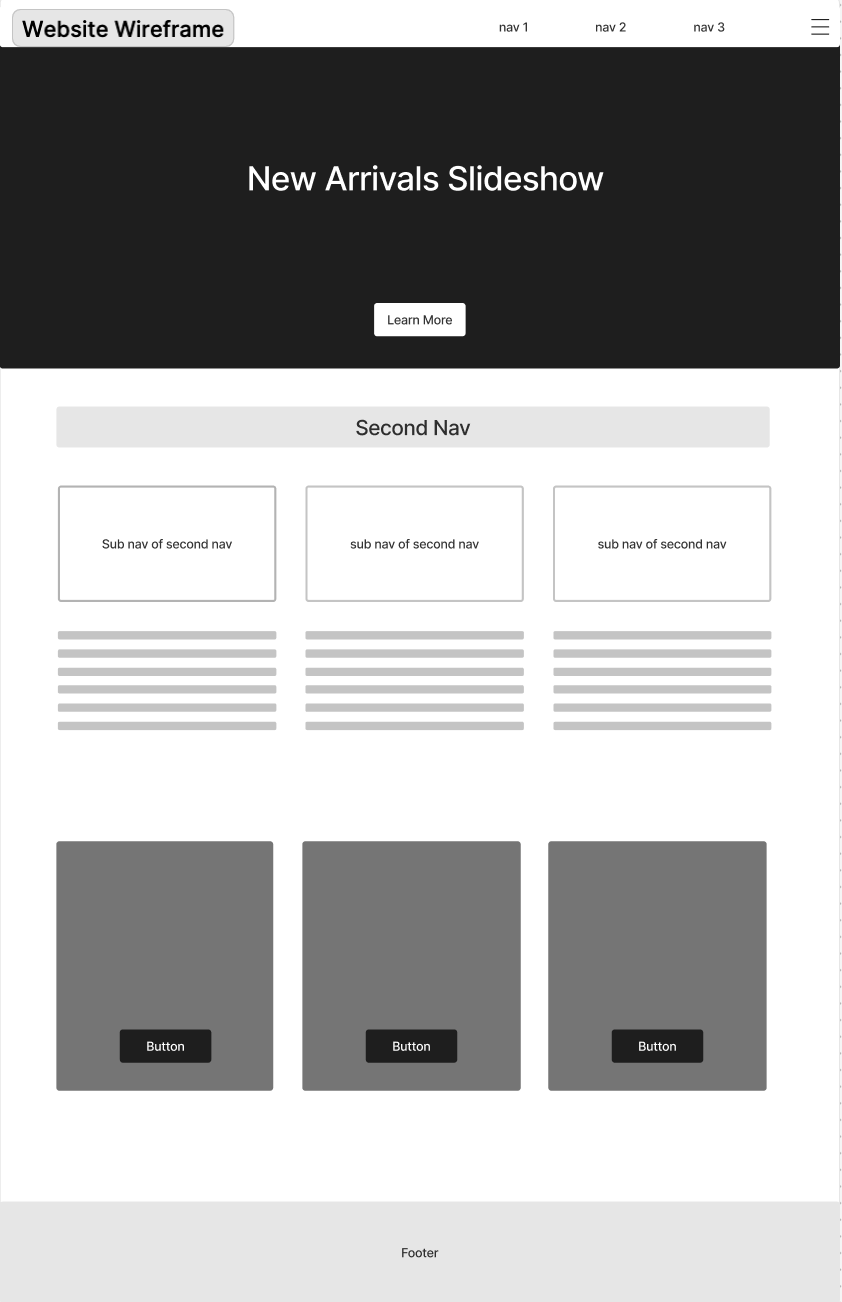 Website Wireframe
nav 1
nav 2
nav 3
New Arrivals Slideshow
Learn More
Second Nav
Sub nav of second nav
sub nav of second nav
sub nav of second nav
Button
Button
Button
Footer